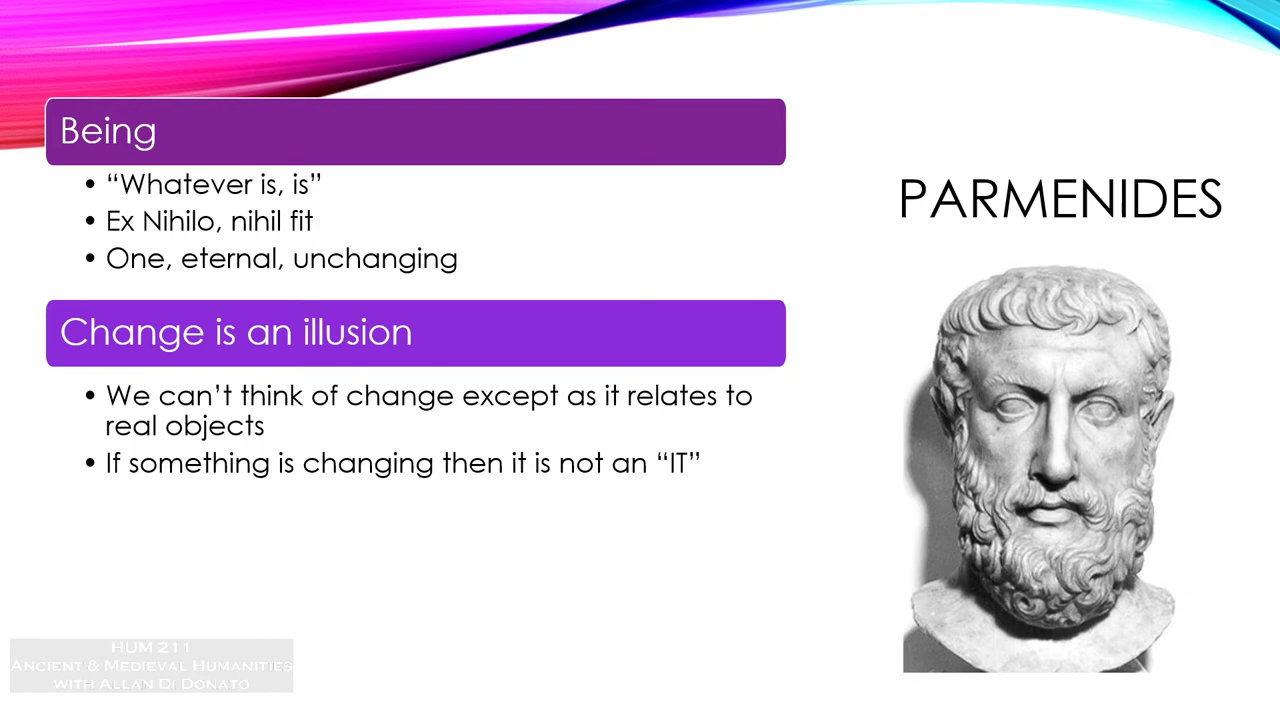 Being
• “Whatever is, is”
• Ex Nihilo, nihil fit
• One, eternal, unchanging
Change is an illusion
• We can’t think of change except as it relates to
real objects
• If something is changing then it is not an “IT”
PARMENIDES
HUM 211
Ancient & Medieval Humanities
with Allan Di Donato